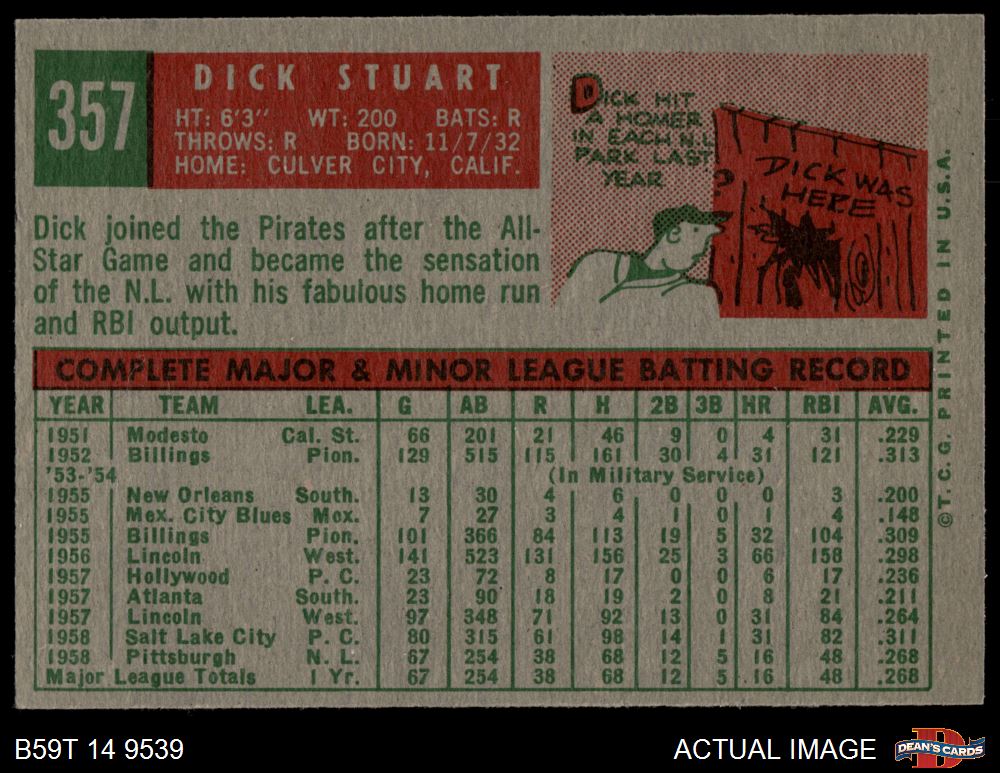 357
DICK STUART
HT: 6'3" WT: 200 BATS: R
THROWS: R BORN: 11/7/32
HOME: CULVER CITY, CALIF.
DICK HIT
A HOMER
IN EACH N.L.
PARK LAST
YEAR
DICK WAS
HERE
Dick joined the Pirates after the All-
Star Game and became the sensation
of the N.L. with his fabulous home run
and RBI output.
COMPLETE MAJOR & MINOR LEAGUE BATTING RECORD
YEAR TEAM LEA. G AB R H 2B 3B HR RBI AVG.
1951 Modesto Cal. St. 66 201 21 46 9 0 4 31 .229
1952 Billings Pion. 129 515 115 161 30 4 31 121 .313
'53-'54 (In Military Service)
1955 New Orleans South. 13 30 4 6 0 0 0 3 .200
1955 Mex. City Blues Mex. 7 27 3 4 1 0 1 4 .148
1955 Billings Pion. 101 366 84 113 19 5 32 104 .309
1956 Lincoln West. 141 523 131 156 25 3 66 158 .298
1957 Hollywood P. C. 23 72 8 17 0 0 6 17 .236
1957 Atlanta South. 23 90 18 19 2 0 8 21 .211
1957 Lincoln West. 97 348 71 92 13 0 31 84 .264
1958 Salt Lake City P. C. 80 315 61 98 14 1 31 82 .311
1958 Pittsburgh N. L. 67 254 38 68 12 5 16 48 .268
Major League Totals 1 Yr. 67 254 38 68 12 5 16 48 .268
© T. C. G. PRINTED IN U.S.A.
B59T 14 9539
ACTUAL IMAGE
DEAN'S CARDS